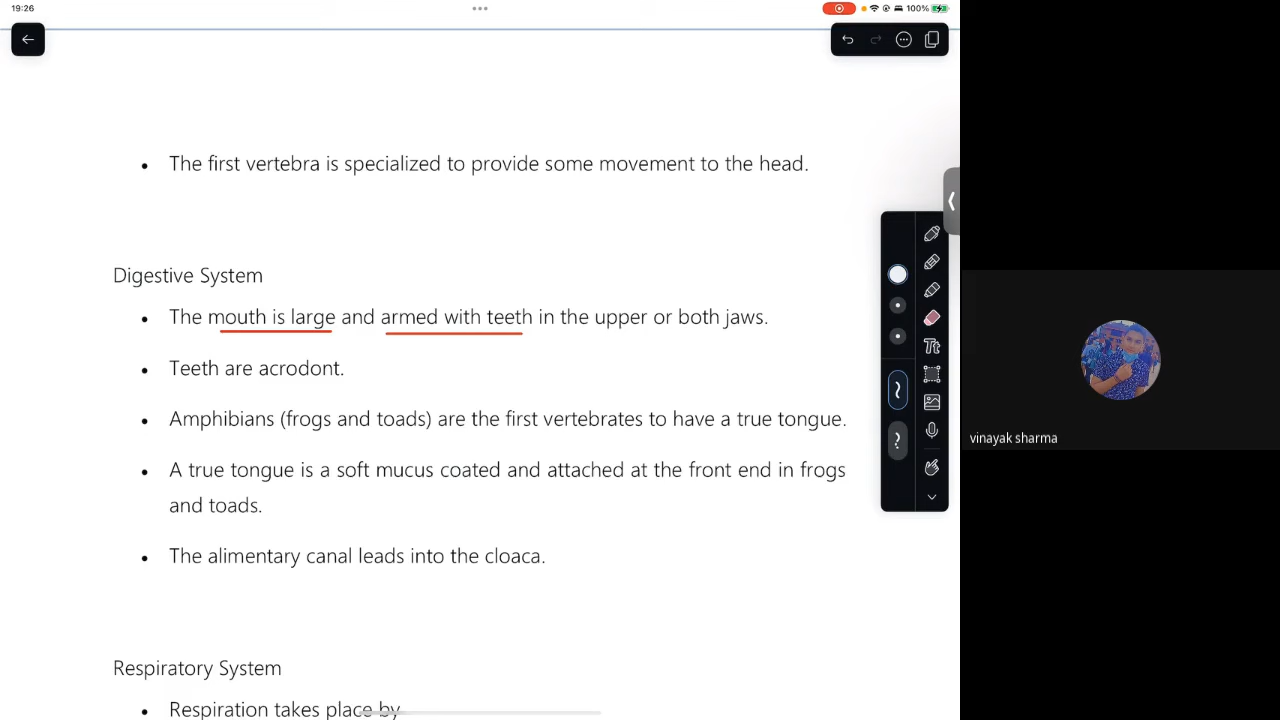 19:26
100%
• The first vertebra is specialized to provide some movement to the head.
Digestive System
• The mouth is large and armed with teeth in the upper or both jaws.
• Teeth are acrodont.
• Amphibians (frogs and toads) are the first vertebrates to have a true tongue.
• A true tongue is a soft mucus coated and attached at the front end in frogs
and toads.
• The alimentary canal leads into the cloaca.
Respiratory System
• Respiration takes place by
Tt
?
vinayak sharma